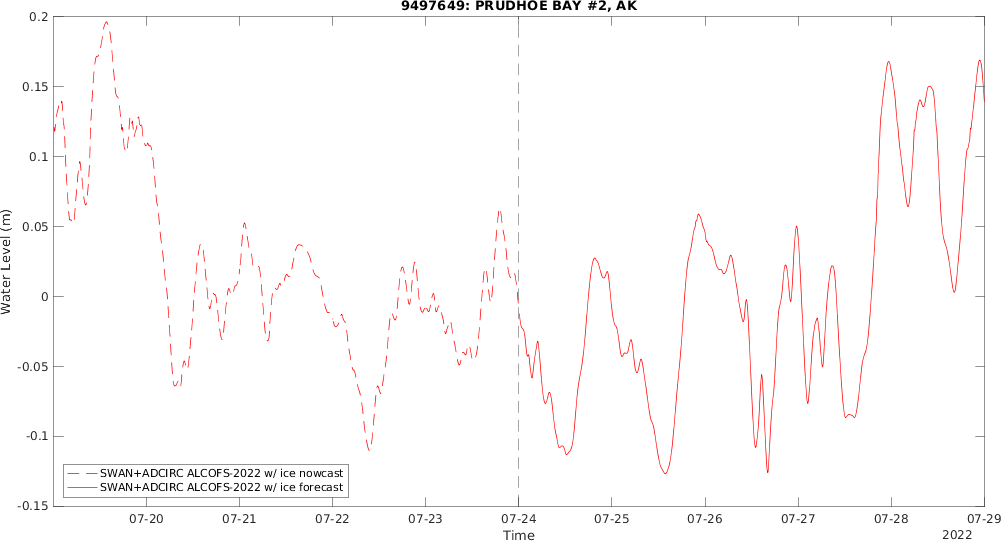 9497649: PRUDHOE BAY #2, AK
0.2
0.15
0.1
0.05
0
-0.05
-0.1
-0.15
Water Level (m)
SWAN+ADCIRC ALCOFS-2022 w/ ice nowcast
SWAN+ADCIRC ALCOFS-2022 w/ ice forecast
07-20 07-21 07-22 07-23 07-24 07-25 07-26 07-27 07-28 07-29
Time
2022